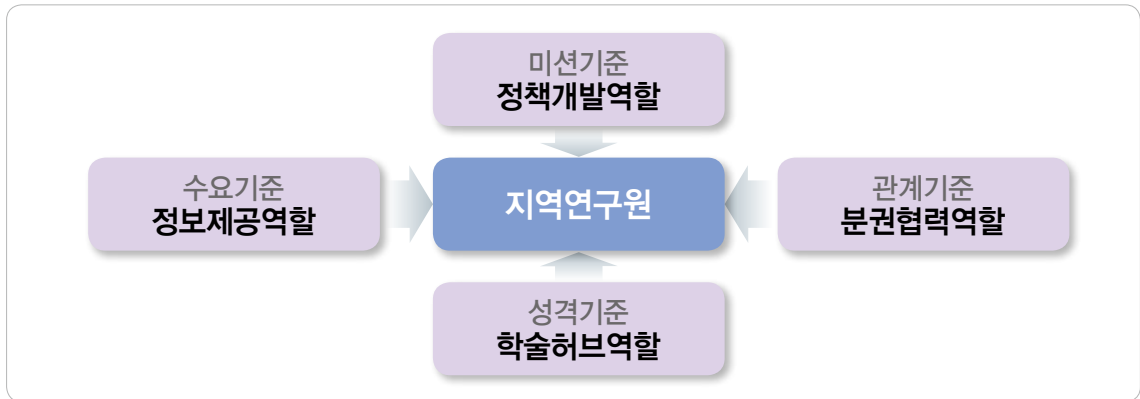 미션기준
정책개발역할
수요기준
정보제공역할
지역연구원
관계기준
분권협력역할
성격기준
학술허브역할